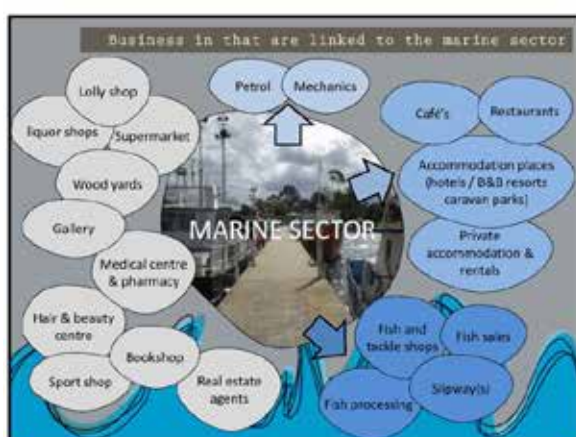 Business in that are linked to the marine sector
Lolly shop
liquor shops
Supermarket
Wood yards
Gallery
Medical centre
& pharmacy
Hair & beauty
centre
Bookshop
Sport shop
Real estate
agents
Petrol
Mechanics
MARINE SECTOR
Café's
Restaurants
Accommodation places
(hotels / B&B resorts
caravan parks)
Private
accommodation &
rentals
Fish and
tackle shops
Fish sales
Slipway(s)
Fish processing